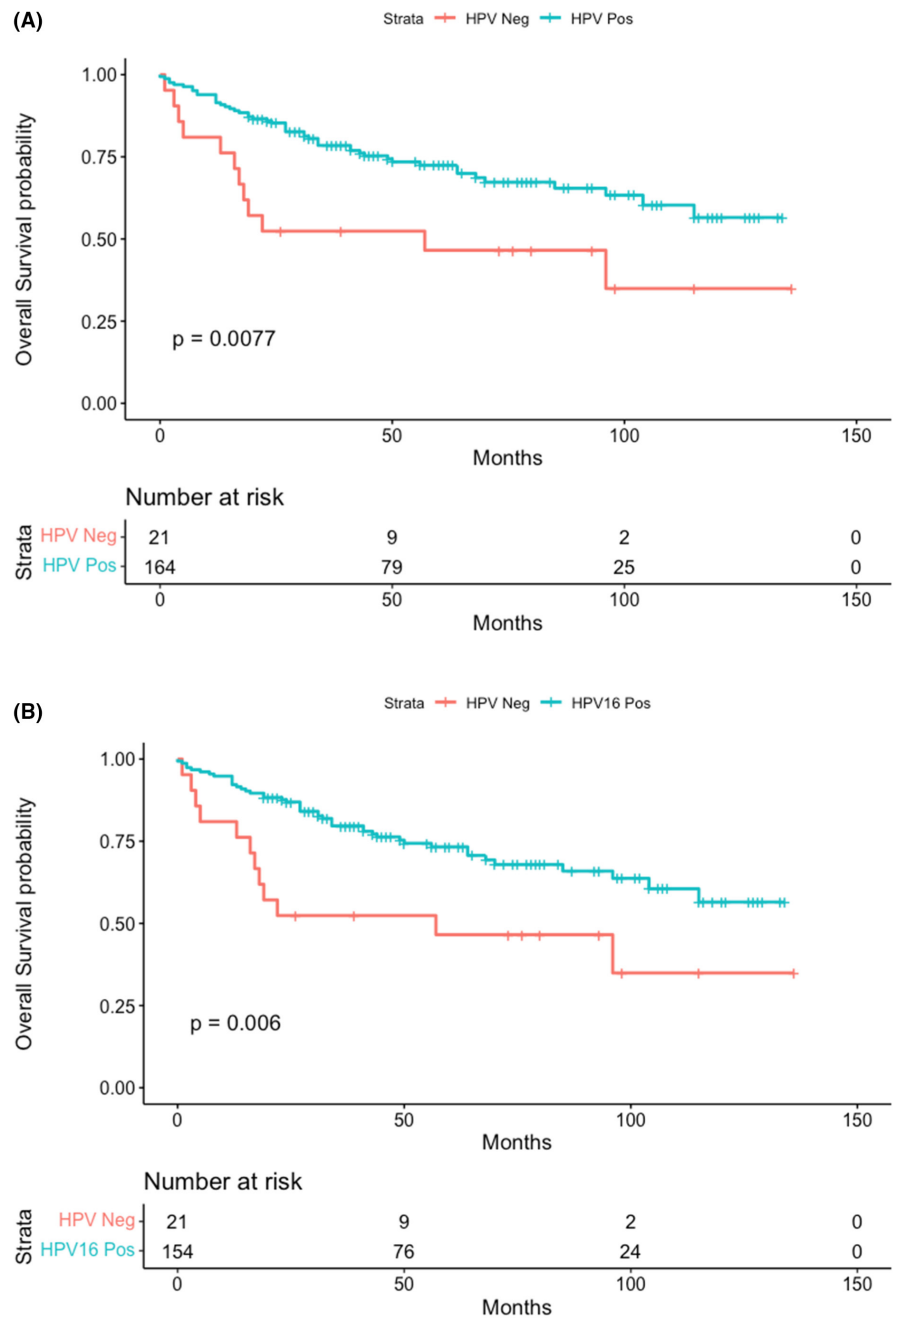 (A)
Strata HPV Neg HPV Pos
Overall Survival probability
1.00
0.75
0.50
0.25
0.00
p = 0.0077
0 50 100 150
Months
Number at risk
Strata
HPV Neg 21 9 2 0
HPV Pos 164 79 25 0
0 50 100 150
Months
(B)
Strata HPV Neg HPV16 Pos
Overall Survival probability
1.00
0.75
0.50
0.25
0.00
p = 0.006
0 50 100 150
Months
Number at risk
Strata
HPV Neg 21 9 2 0
HPV16 Pos 154 76 24 0
0 50 100 150
Months